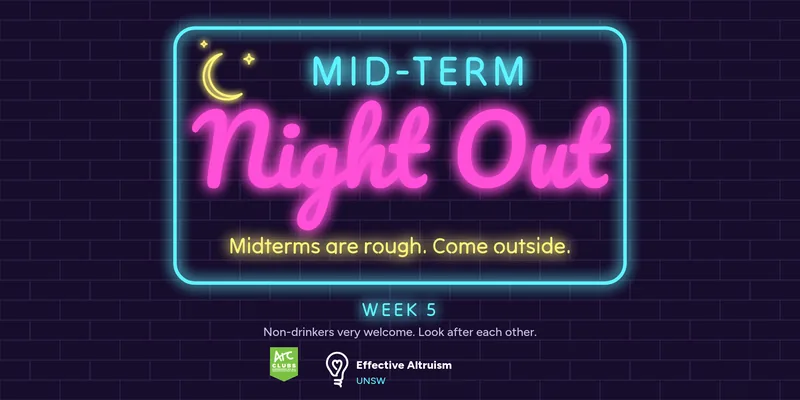 MID-TERM
Night Out
Midterms are rough. Come outside.
WEEK 5
Non-drinkers very welcome. Look after each other.
Arc
CLUBS
Effective Altruism
UNSW